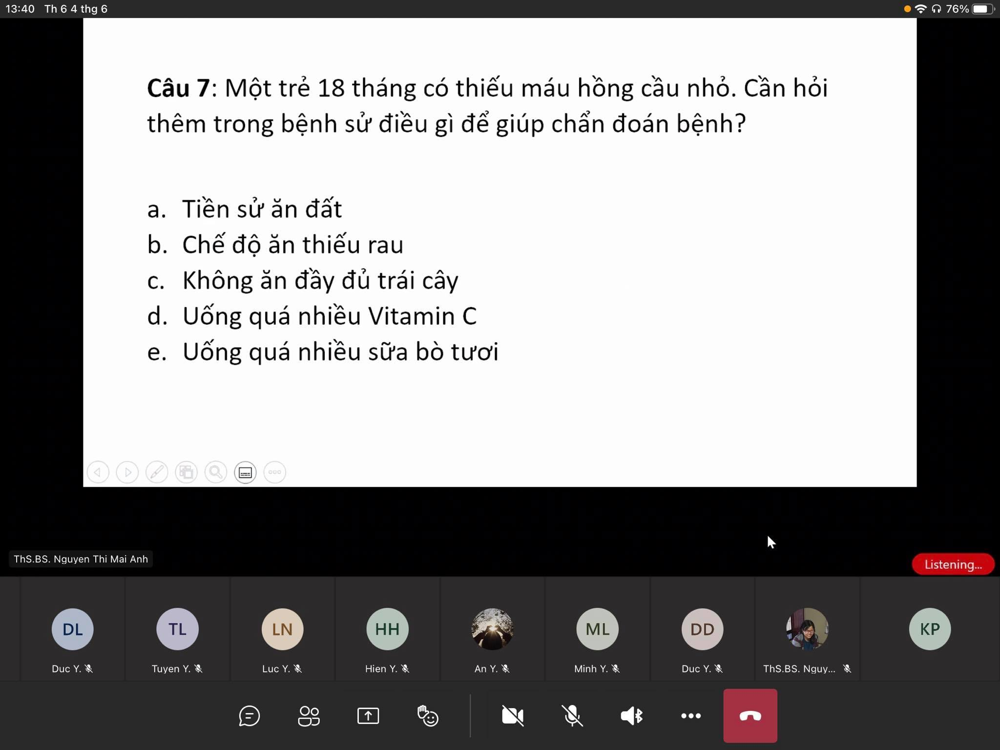 13:40 Th 6 4 thg 6
76%
Câu 7: Một trẻ 18 tháng có thiếu máu hồng cầu nhỏ. Cần hỏi
thêm trong bệnh sử điều gì để giúp chẩn đoán bệnh?
a. Tiền sử ăn đất
b. Chế độ ăn thiếu rau
c. Không ăn đầy đủ trái cây
d. Uống quá nhiều Vitamin C
e. Uống quá nhiều sữa bò tươi
ThS.BS. Nguyen Thi Mai Anh
Listening...
DL TL LN HH ML DD KP
Duc Y. Tuyen Y. Luc Y. Hien Y. An Y. Minh Y. Duc Y. ThS.BS. Nguy...